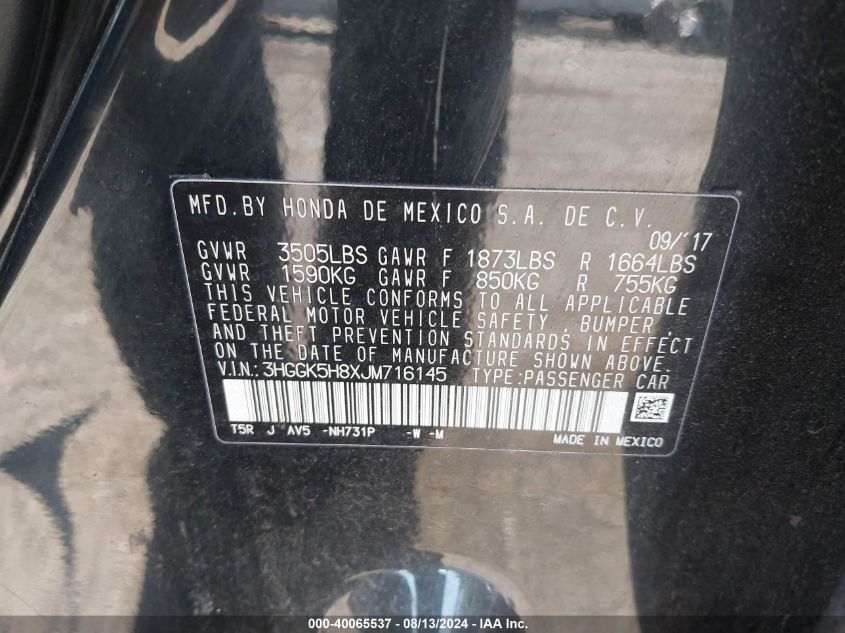 MFD.BY HONDA DE MEXICO S.A. DE C.V.
09/'17
GVWR 3505LBS GAWR F 1873LBS R 1664LBS
GVWR 1590KG GAWR F 850KG R 755KG
THIS VEHICLE CONFORMS TO ALL APPLICABLE
FEDERAL MOTOR VEHICLE SAFETY, BUMPER,
AND THEFT PREVENTION STANDARDS IN EFFECT
ON THE DATE OF MANUFACTURE SHOWN ABOVE.
V.I.N.: 3HGGK5H8XJM716145 TYPE:PASSENGER CAR
T5R J AV5 -NH731P -W -M MADE IN MEXICO
000-40065537 - 08/13/2024 - IAA Inc.